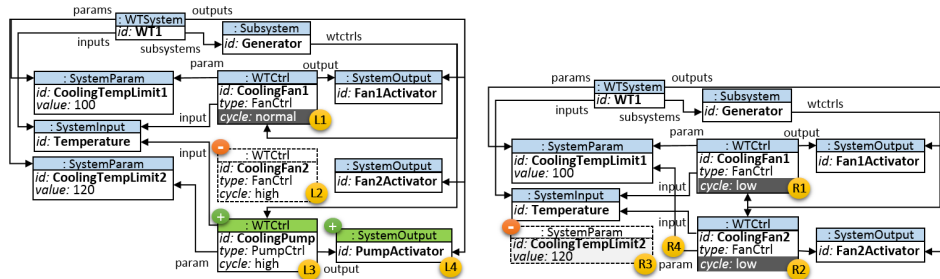 params
: WTSystem
id: WT1
outputs
inputs
subsystems
: Subsystem
id: Generator
wtctrls
: SystemParam
id: CoolingTempLimit1
value: 100
param
: WTCtrl
id: CoolingFan1
type: FanCtrl
cycle: normal
L1
output
: SystemOutput
id: Fan1Activator
: SystemInput
id: Temperature
input
-
: WTCtrl
id: CoolingFan2
type: FanCtrl
cycle: high
L2
: SystemParam
id: CoolingTempLimit2
value: 120
input
: SystemOutput
id: Fan2Activator
+
: WTCtrl
id: CoolingPump
type: PumpCtrl
cycle: high
L3
param
output
+
: SystemOutput
id: PumpActivator
L4
params
: WTSystem
id: WT1
outputs
inputs
subsystems
: Subsystem
id: Generator
wtctrls
: SystemParam
id: CoolingTempLimit1
value: 100
param
: WTCtrl
id: CoolingFan1
type: FanCtrl
cycle: low
R1
output
: SystemOutput
id: Fan1Activator
: SystemInput
id: Temperature
input
-
: SystemParam
id: CoolingTempLimit2
value: 120
R3
R4
input
param
: WTCtrl
id: CoolingFan2
type: FanCtrl
cycle: low
R2
: SystemOutput
id: Fan2Activator